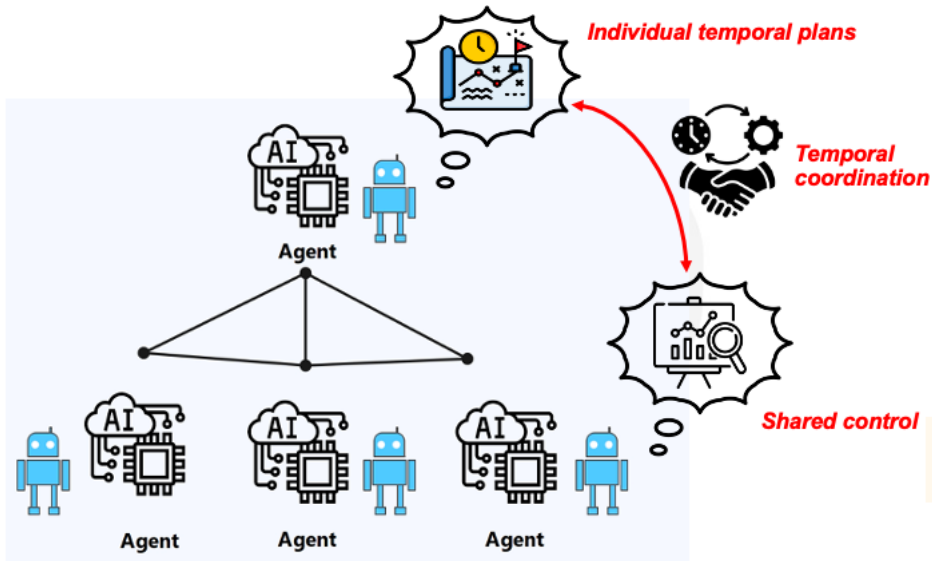 Individual temporal plans
AI
Temporal
coordination
Agent
AI
AI
AI
Shared control
Agent
Agent
Agent